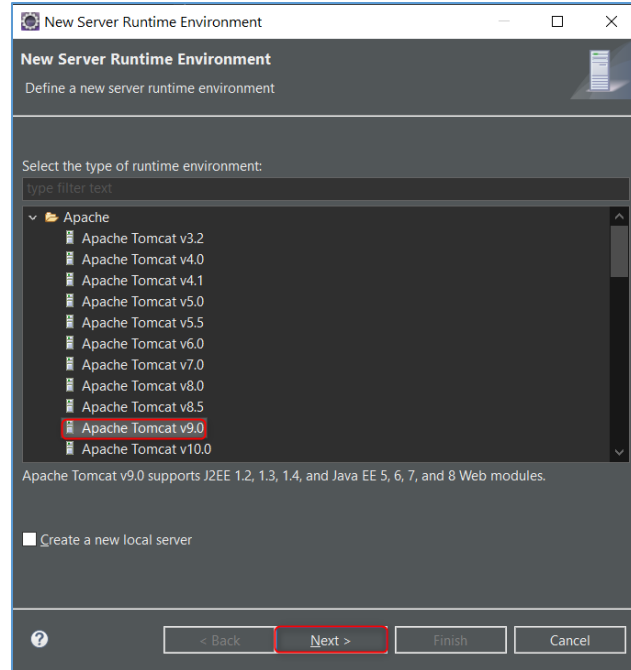 New Server Runtime Environment
New Server Runtime Environment
Define a new server runtime environment
Select the type of runtime environment:
type filter text
Apache
Apache Tomcat v3.2
Apache Tomcat v4.0
Apache Tomcat v4.1
Apache Tomcat v5.0
Apache Tomcat v5.5
Apache Tomcat v6.0
Apache Tomcat v7.0
Apache Tomcat v8.0
Apache Tomcat v8.5
Apache Tomcat v9.0
Apache Tomcat v10.0
Apache Tomcat v9.0 supports J2EE 1.2, 1.3, 1.4, and Java EE 5, 6, 7, and 8 Web modules.
Create a new local server
? < Back Next > Finish Cancel